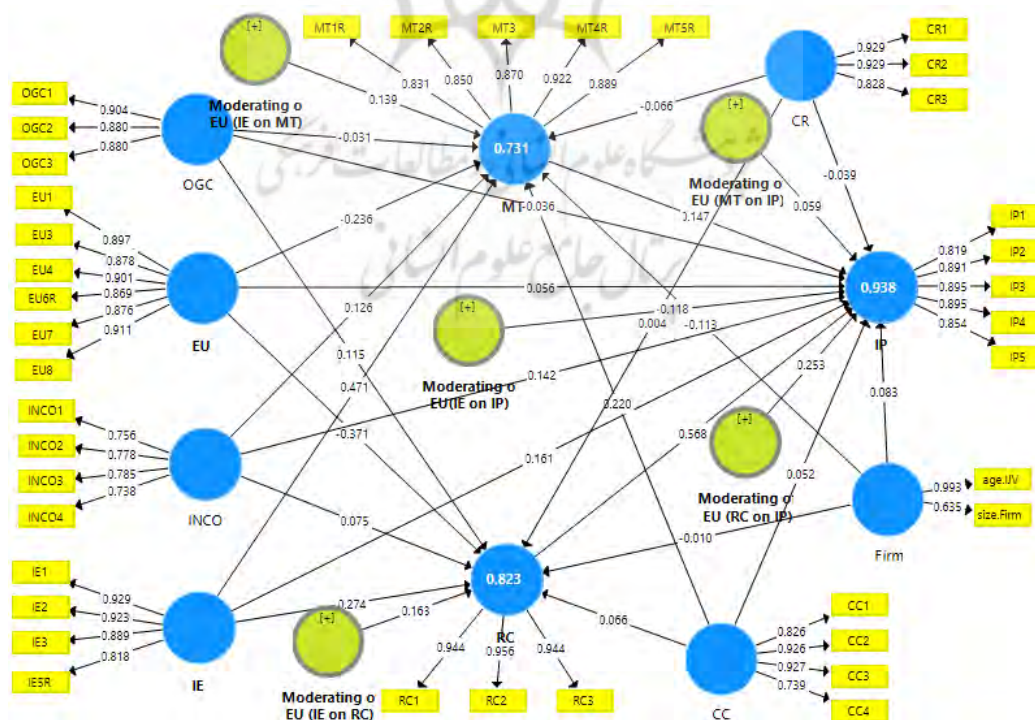 [+]
MT1R
MT2R
MT3
MT4R
MT5R
0.831
0.850
0.870
0.922
0.889
Moderating o
EU (IE on MT)
0.139
CR1
CR2
CR3
0.929
0.929
0.828
CR
OGC1
OGC2
OGC3
0.904
0.880
0.880
OGC
-0.031
0.731
MT
-0.066
[+]
Moderating o
EU (MT on IP)
0.059
-0.039
پژوهشگاه علوم انسانی و مطالعات فرهنگی
پرتال جامع علوم انسانی
-0.036
0.147
EU1
EU3
EU4
EU6R
EU7
EU8
0.897
0.878
0.901
0.869
0.876
0.911
EU
-0.236
0.056
0.938
IP
IP1
IP2
IP3
IP4
IP5
0.819
0.891
0.895
0.895
0.854
[+]
Moderating o
EU(IE on IP)
-0.118
0.126
0.115
0.004
-0.113
0.253
0.083
0.142
0.471
-0.371
0.220
0.568
0.161
0.052
INCO1
INCO2
INCO3
INCO4
0.756
0.778
0.785
0.738
INCO
0.075
[+]
Moderating o
EU (RC on IP)
age.IJV
size.Firm
0.993
0.635
Firm
-0.010
IE1
IE2
IE3
IE5R
0.929
0.923
0.889
0.818
IE
0.274
[+]
Moderating o
EU (IE on RC)
0.163
0.823
RC
0.944
0.956
0.944
RC1
RC2
RC3
0.066
CC
0.826
0.926
0.927
0.739
CC1
CC2
CC3
CC4